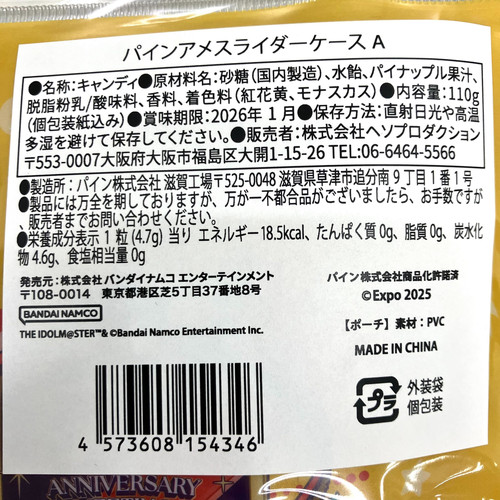 パインアメスライダーケース A
●名称:キャンディ●原材料名:砂糖(国内製造)、水飴、パイナップル果汁、
脱脂粉乳/酸味料、香料、着色料(紅花黄、モナスカス)●内容量:110g
(個包装紙込み)●賞味期限:2026年1月●保存方法:直射日光や高温
多湿を避けて保存してください。●販売者:株式会社ヘソプロダクション
〒553-0007大阪府大阪市福島区大開1-15-26 TEL:06-6464-5566
●製造所:パイン株式会社 滋賀工場〒525-0048 滋賀県草津市追分南9丁目1番1号
●製品には万全を期しておりますが、万が一不都合品がございましたら、お手数ですが
、販売者までお問い合わせください。
●栄養成分表示 1粒 (4.7g) 当り エネルギー18.5kcal、たんぱく質 0g、脂質 0g、炭水化
物 4.6g、食塩相当量 0g
発売元:株式会社 バンダイナムコ エンターテインメント
〒108-0014 東京都港区芝5丁目37番地8号
BANDAI NAMCO
THE IDOLM@STER™& ©Bandai Namco Entertainment Inc.
パイン株式会社商品化許諾済
©Expo 2025
【ポーチ】素材:PVC
MADE IN CHINA
プラ
外装袋
個包装
4 573608 154346
ANNIVERSARY